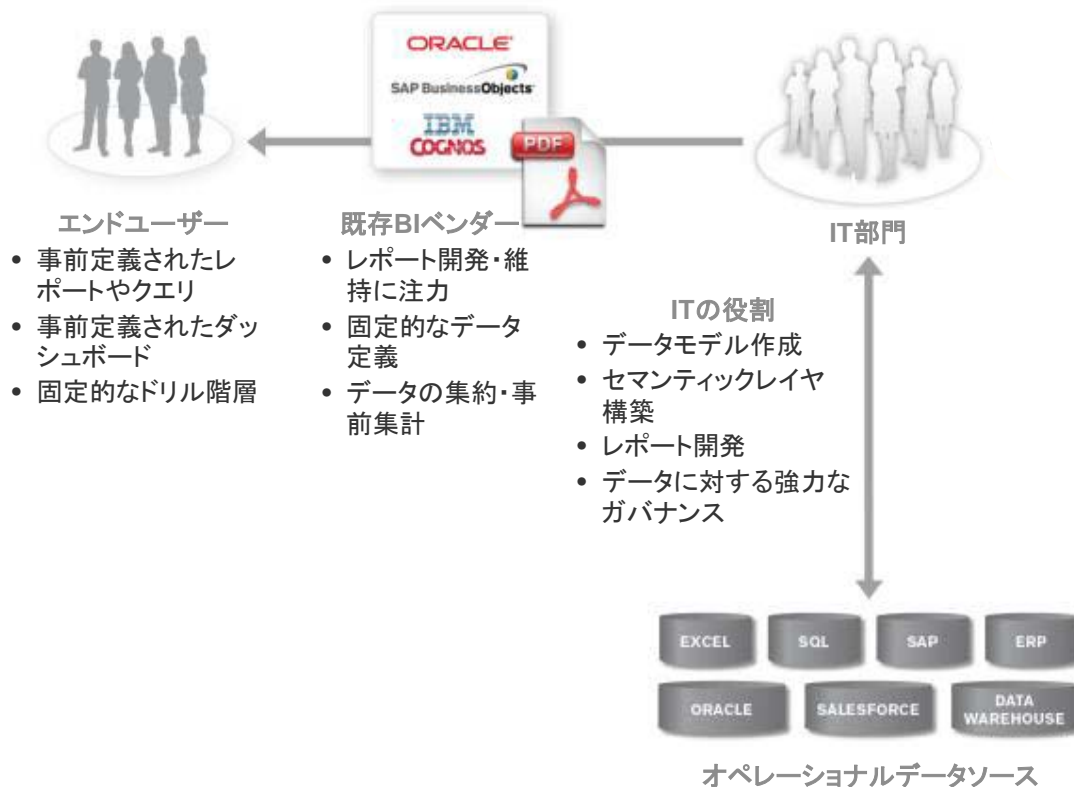 ORACLE
SAP BusinessObjects
IBM
COGNOS
PDF
エンドユーザー
• 事前定義されたレ
ポートやクエリ
• 事前定義されたダッ
シュボード
• 固定的なドリル階層
既存BIベンダー
• レポート開発・維
持に注力
• 固定的なデータ
定義
• データの集約・事
前集計
IT部門
ITの役割
• データモデル作成
• セマンティックレイヤ
構築
• レポート開発
• データに対する強力な
ガバナンス
EXCEL
SQL
SAP
ERP
ORACLE
SALESFORCE
DATA
WAREHOUSE
オペレーショナルデータソース